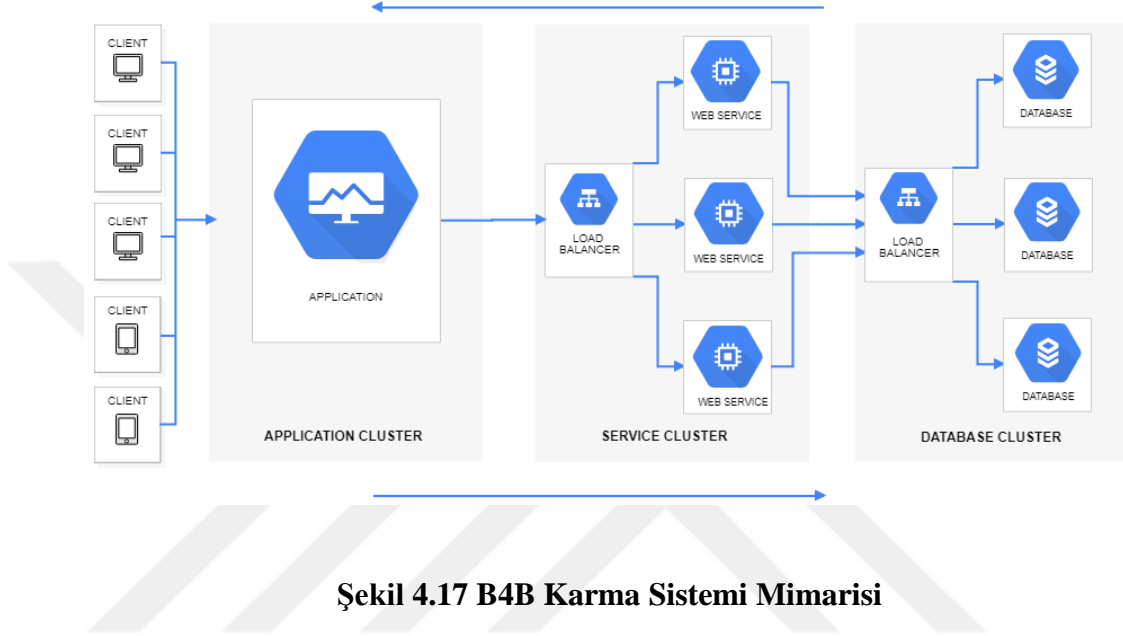 CLIENT
CLIENT
CLIENT
CLIENT
CLIENT
APPLICATION
APPLICATION CLUSTER
LOAD
BALANCER
WEB SERVICE
WEB SERVICE
WEB SERVICE
SERVICE CLUSTER
LOAD
BALANCER
DATABASE
DATABASE
DATABASE
DATABASE CLUSTER
Şekil 4.17 B4B Karma Sistemi Mimarisi